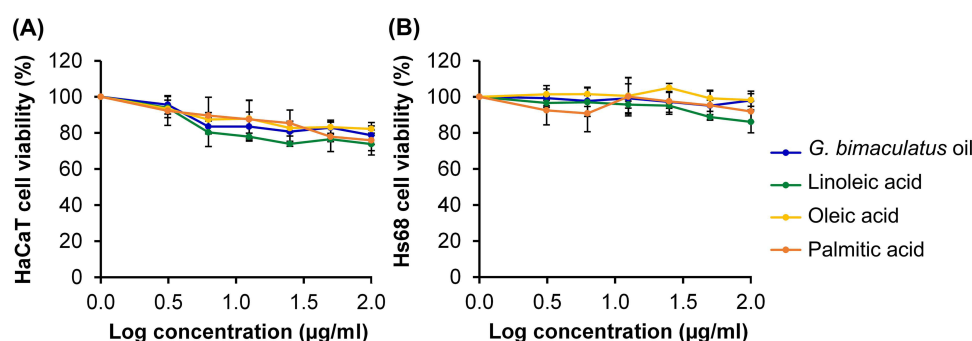 (A)
HaCaT cell viability (%)
120
100
80
60
40
20
0
0.0 0.5 1.0 1.5 2.0
Log concentration (μg/ml)
(B)
Hs68 cell viability (%)
120
100
80
60
40
20
0
0.0 0.5 1.0 1.5 2.0
Log concentration (μg/ml)
G. bimaculatus oil
Linoleic acid
Oleic acid
Palmitic acid